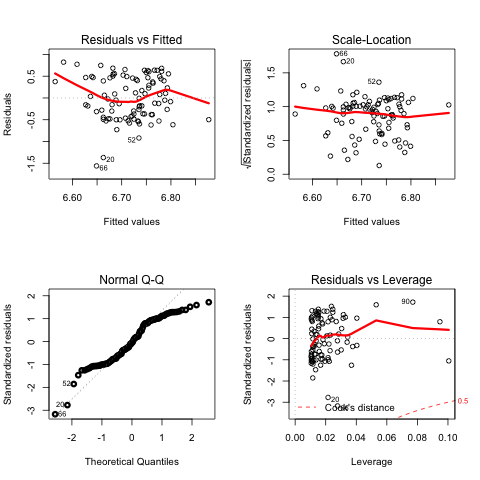 Residuals vs Fitted
Residuals
0.5
-0.5
-1.5
52
20
66
6.60 6.70 6.80
Fitted values
Scale-Location
√|Standardized residuals|
1.5
1.0
0.5
0.0
66
20
52
6.60 6.70 6.80
Fitted values
Normal Q-Q
Standardized residuals
2
1
0
-1
-2
-3
52
20
66
-2 -1 0 1 2
Theoretical Quantiles
Residuals vs Leverage
Standardized residuals
2
1
0
-1
-2
-3
90
20
Cook's distance
0.5
0.00 0.02 0.04 0.06 0.08 0.10
Leverage